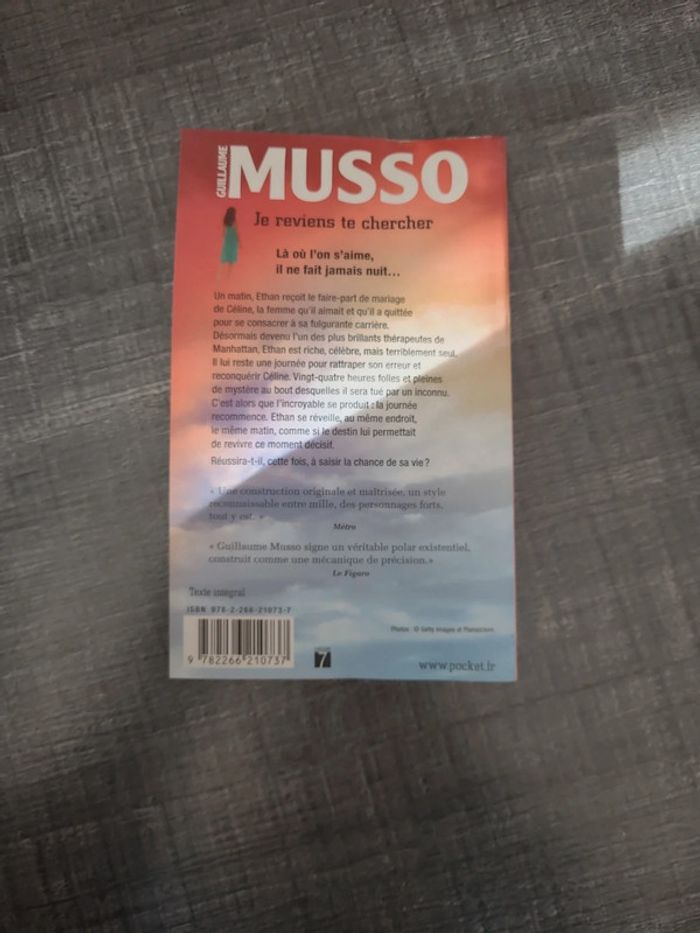 GUILLAUME
MUSSO
Je reviens te chercher
Là où l'on s'aime,
il ne fait jamais nuit...
Un matin, Ethan reçoit le faire-part de mariage
de Céline, la femme qu'il aimait et qu'il a quittée
pour se consacrer à sa fulgurante carrière.
Désormais devenu l'un des plus brillants thérapeutes de
Manhattan, Ethan est riche, célèbre, mais terriblement seul.
Il lui reste une journée pour rattraper son erreur et
reconquérir Céline. Vingt-quatre heures folles et pleines
de mystère au bout desquelles il sera tué par un inconnu.
C'est alors que l'incroyable se produit : la journée
recommence. Ethan se réveille, au même endroit,
le même matin, comme si le destin lui permettait
de revivre ce moment décisif.
Réussira-t-il, cette fois, à saisir la chance de sa vie ?
« Une construction originale et maîtrisée, un style
reconnaissable entre mille, des personnages forts,
tout y est. »
Métro
« Guillaume Musso signe un véritable polar existentiel,
construit comme une mécanique de précision. »
Le Figaro
Texte intégral
ISBN 978-2-266-21073-7
Photos : © Getty Images et Plainpicture
9 782266 210737
7
www.pocket.fr